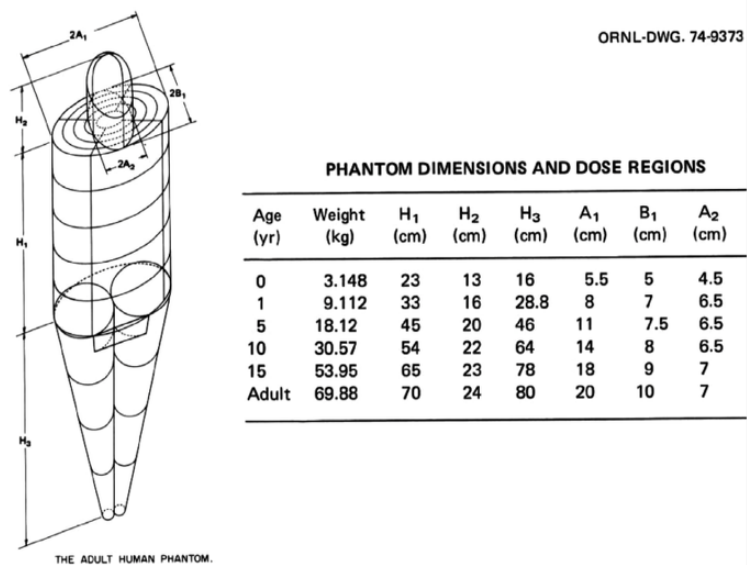 ORNL-DWG. 74-9373
2A₁
2B₁
H₂
2A₂
H₁
H₃
THE ADULT HUMAN PHANTOM.
PHANTOM DIMENSIONS AND DOSE REGIONS
Age Weight H₁ H₂ H₃ A₁ B₁ A₂
(yr) (kg) (cm) (cm) (cm) (cm) (cm) (cm)
0 3.148 23 13 16 5.5 5 4.5
1 9.112 33 16 28.8 8 7 6.5
5 18.12 45 20 46 11 7.5 6.5
10 30.57 54 22 64 14 8 6.5
15 53.95 65 23 78 18 9 7
Adult 69.88 70 24 80 20 10 7